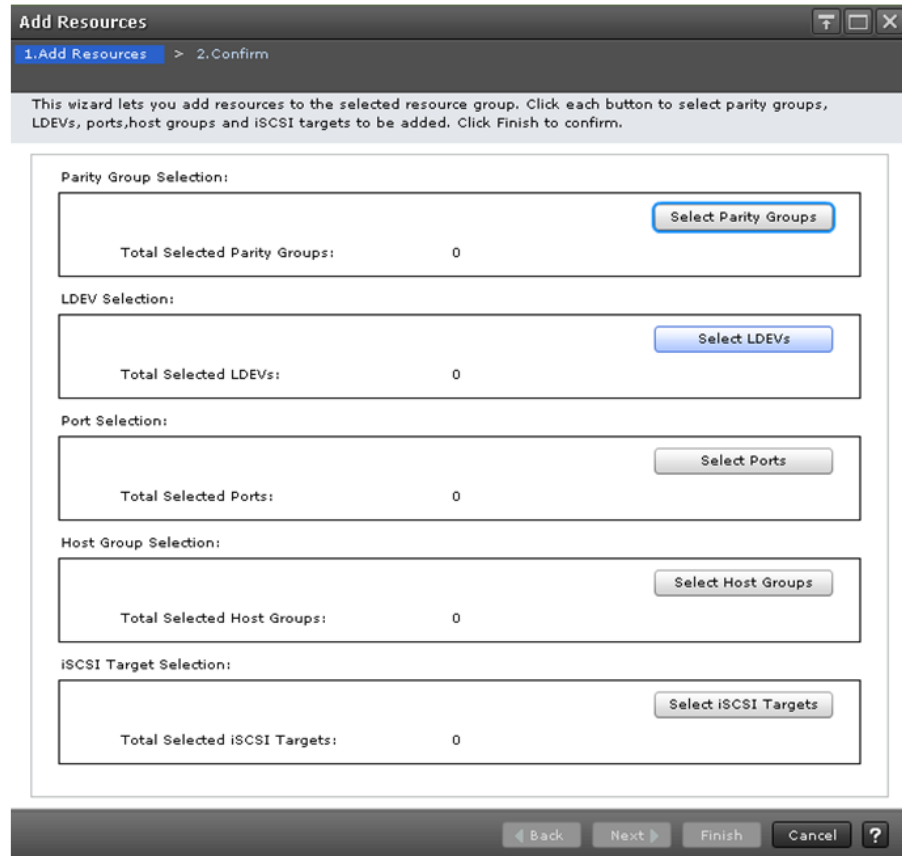 Add Resources
1.Add Resources > 2.Confirm
This wizard lets you add resources to the selected resource group. Click each button to select parity groups,
LDEVs, ports,host groups and iSCSI targets to be added. Click Finish to confirm.
Parity Group Selection:
Select Parity Groups
Total Selected Parity Groups: 0
LDEV Selection:
Select LDEVs
Total Selected LDEVs: 0
Port Selection:
Select Ports
Total Selected Ports: 0
Host Group Selection:
Select Host Groups
Total Selected Host Groups: 0
iSCSI Target Selection:
Select iSCSI Targets
Total Selected iSCSI Targets: 0
Back Next Finish Cancel ?